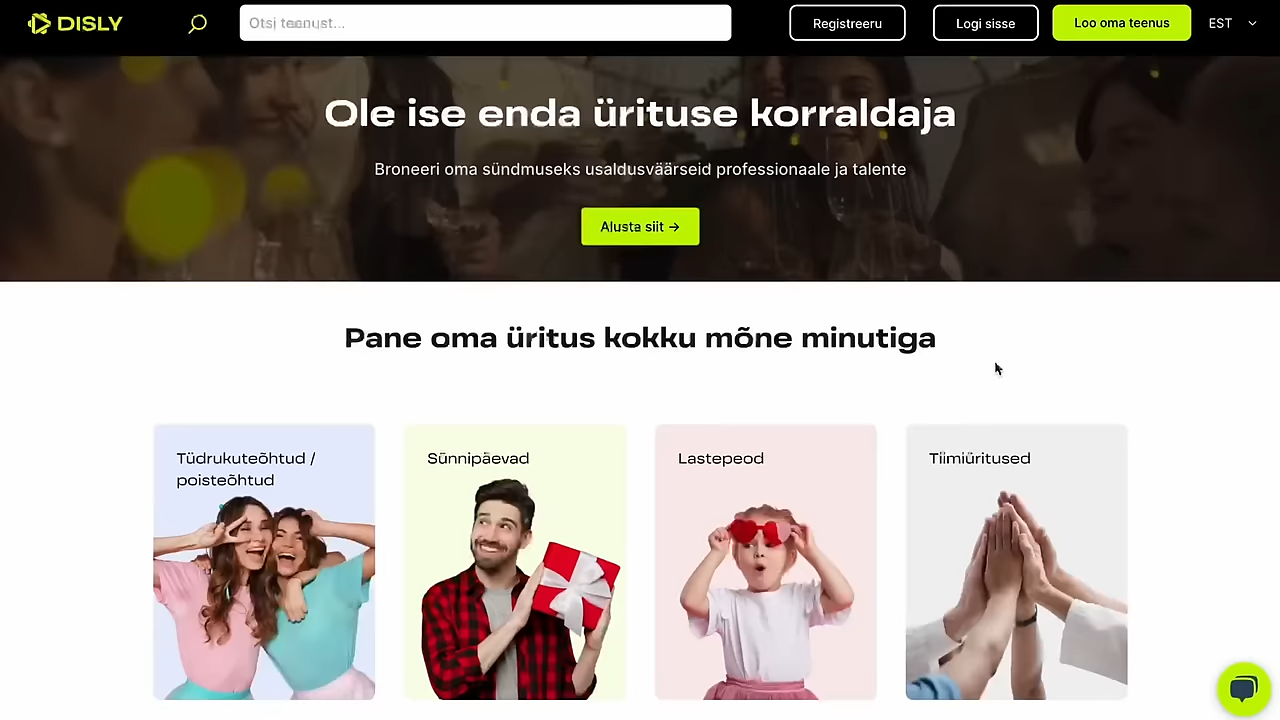 DISLY
Otsi teenust...
Registreeru
Logi sisse
Loo oma teenus
EST
Ole ise enda ürituse korraldaja
Broneeri oma sündmuseks usaldusväärseid professionaale ja talente
Alusta siit →
Pane oma üritus kokku mõne minutiga
Tüdrukuteõhtud /
poisteõhtud
Sünnipäevad
Lastepeod
Tiimiüritused